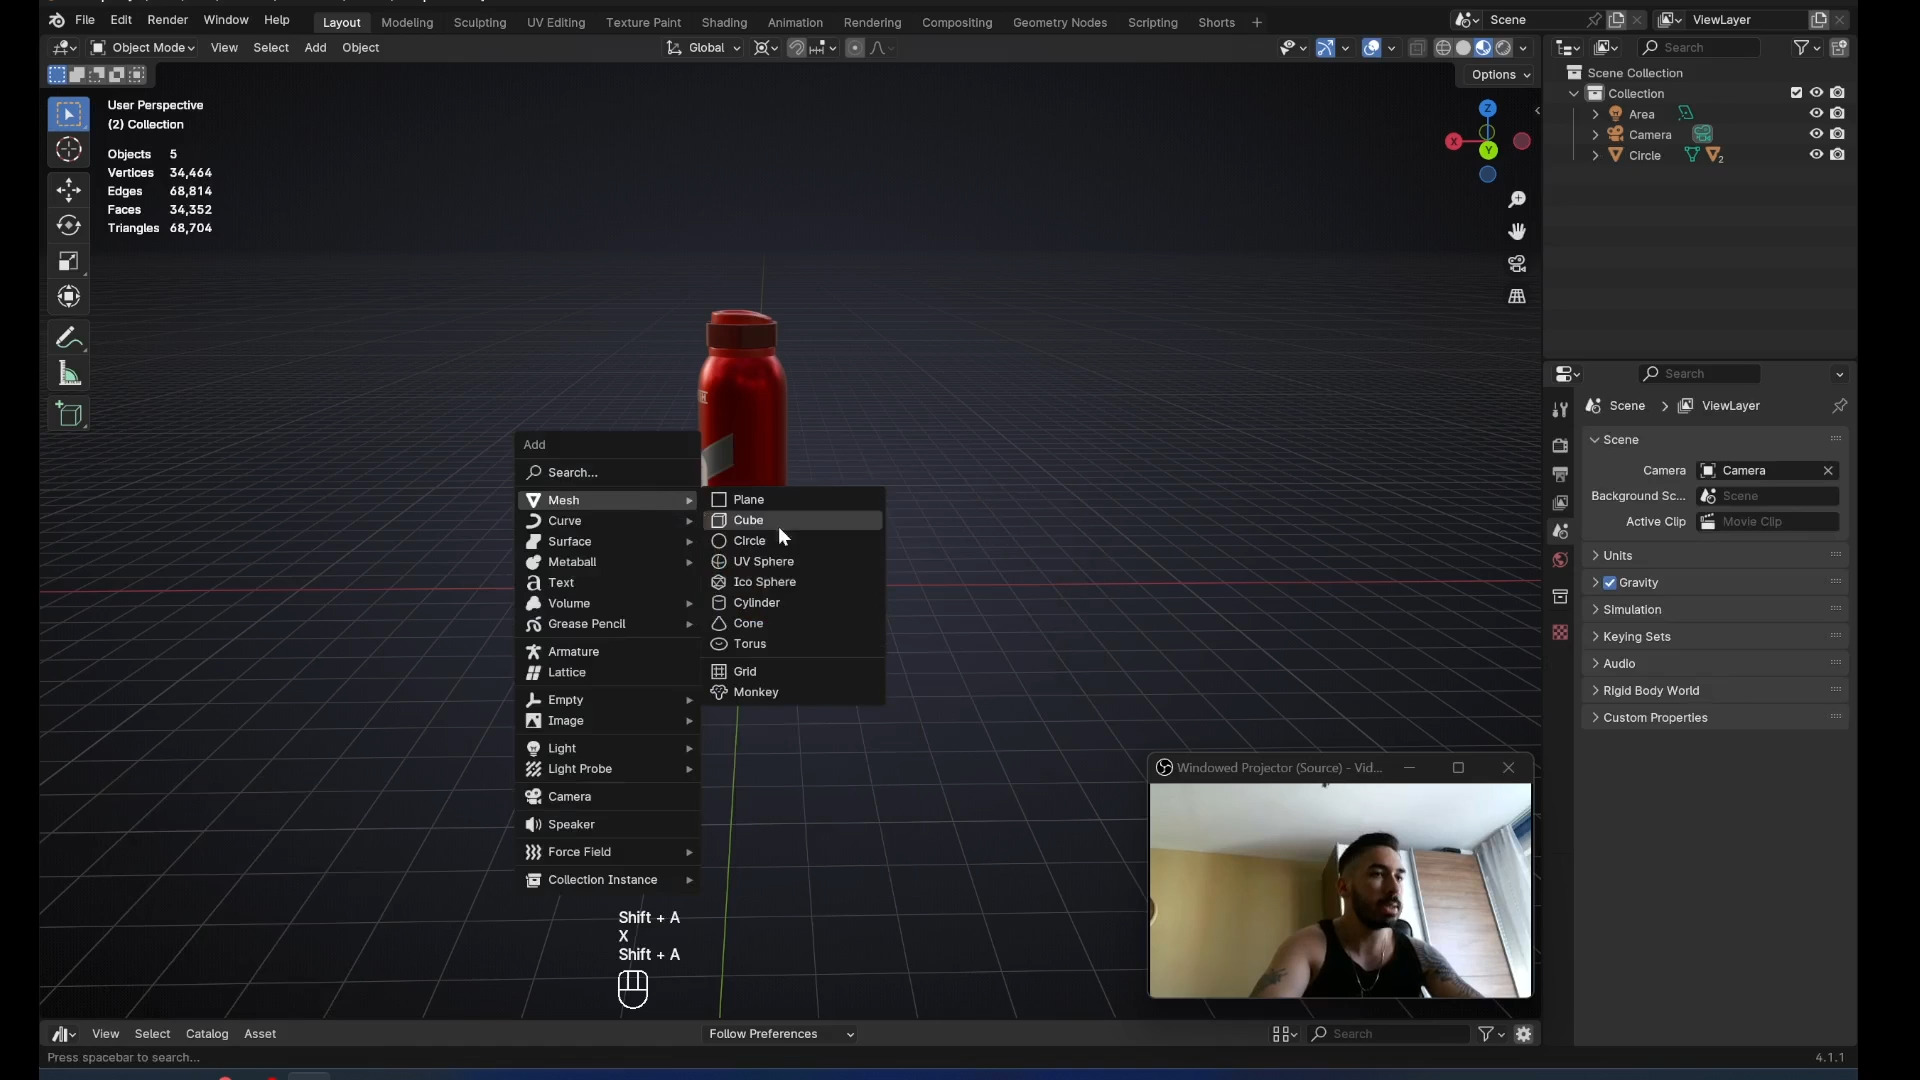 File Edit Render Window Help
Layout Modeling Sculpting UV Editing Texture Paint Shading Animation Rendering Compositing Geometry Nodes Scripting Shorts +
Scene
ViewLayer
Object Mode View Select Add Object
Global
Search
Options
User Perspective
(2) Collection
Objects 5
Vertices 34,464
Edges 68,814
Faces 34,352
Triangles 68,704
Z
X
Y
Scene Collection
Collection
Area
Camera
Circle
2
Add
Search...
Mesh
Curve
Surface
Metaball
Text
Volume
Grease Pencil
Armature
Lattice
Empty
Image
Light
Light Probe
Camera
Speaker
Force Field
Collection Instance
Plane
Cube
Circle
UV Sphere
Ico Sphere
Cylinder
Cone
Torus
Grid
Monkey
Search
Scene > ViewLayer
Scene
Camera Camera
Background Sc... Scene
Active Clip Movie Clip
Units
Gravity
Simulation
Keying Sets
Audio
Rigid Body World
Custom Properties
Windowed Projector (Source) - Vid...
Shift + A
X
Shift + A
View Select Catalog Asset
Follow Preferences
Search
Press spacebar to search...
4.1.1